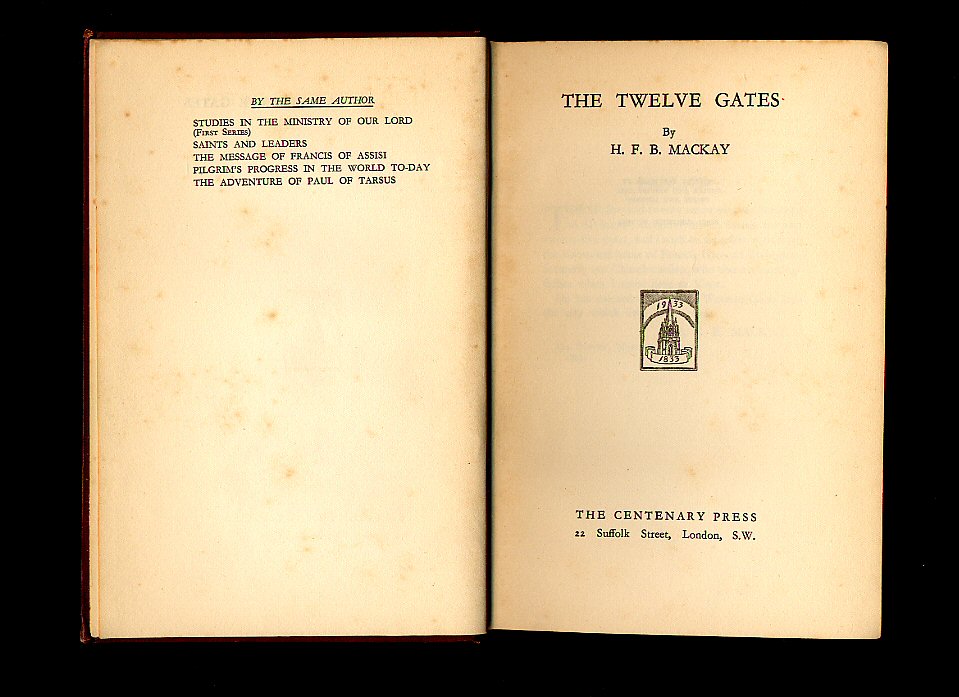 BY THE SAME AUTHOR
STUDIES IN THE MINISTRY OF OUR LORD
(First Series)
SAINTS AND LEADERS
THE MESSAGE OF FRANCIS OF ASSISI
PILGRIM'S PROGRESS IN THE WORLD TO-DAY
THE ADVENTURE OF PAUL OF TARSUS
THE TWELVE GATES
By
H. F. B. MACKAY
1933
1833
THE CENTENARY PRESS
22 Suffolk Street, London, S.W.